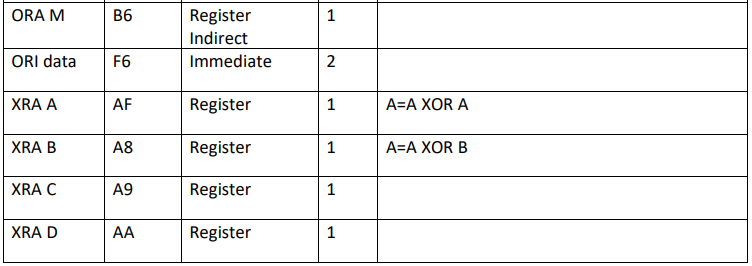 ORA M B6 Register Indirect 1
ORI data F6 Immediate 2
XRA A AF Register 1 A=A XOR A
XRA B A8 Register 1 A=A XOR B
XRA C A9 Register 1
XRA D AA Register 1